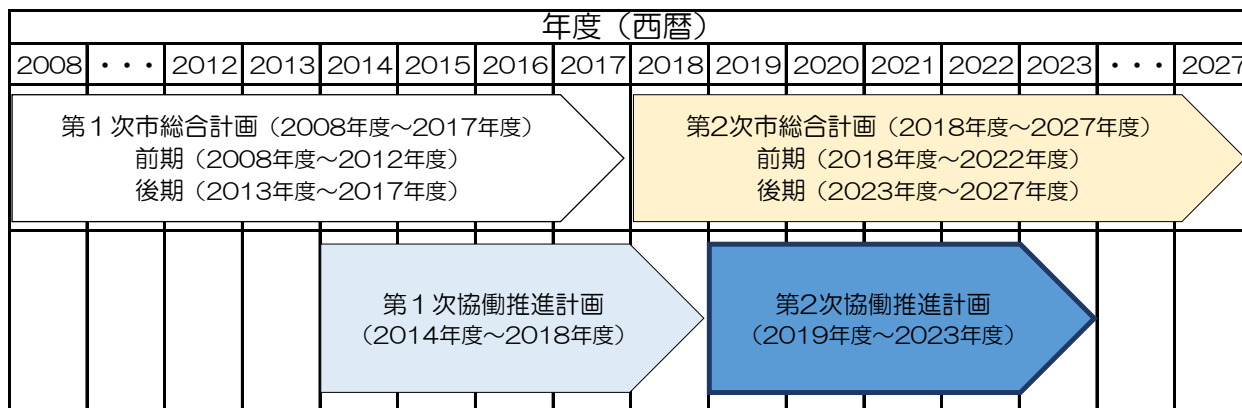 年度（西暦）
2008 ・・・ 2012 2013 2014 2015 2016 2017 2018 2019 2020 2021 2022 2023 ・・・ 2027
第１次市総合計画（2008年度～2017年度）
前期（2008年度～2012年度）
後期（2013年度～2017年度）
第2次市総合計画（2018年度～2027年度）
前期（2018年度～2022年度）
後期（2023年度～2027年度）
第１次協働推進計画
（2014年度～2018年度）
第2次協働推進計画
（2019年度～2023年度）